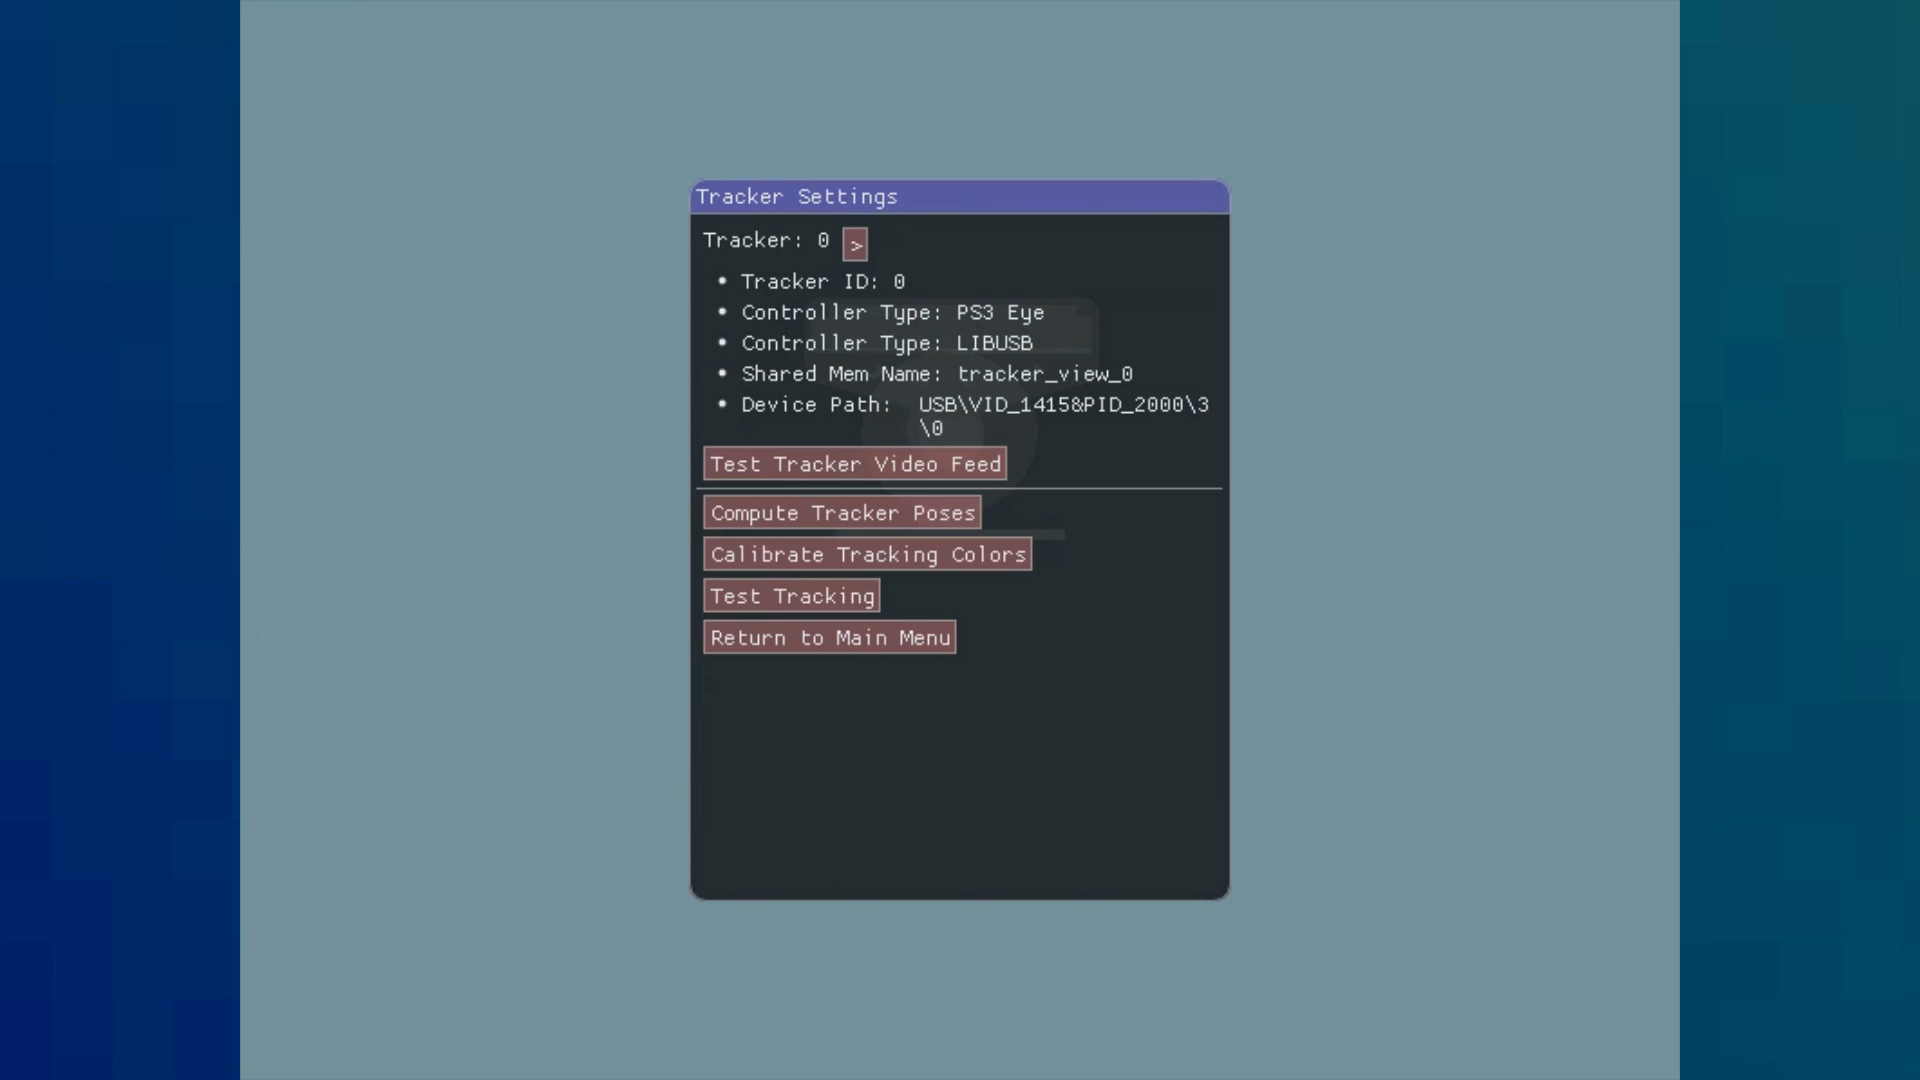 Tracker Settings
Tracker: 0 >
• Tracker ID: 0
• Controller Type: PS3 Eye
• Controller Type: LIBUSB
• Shared Mem Name: tracker_view_0
• Device Path: USB\VID_1415&PID_2000\3
\0
Test Tracker Video Feed
Compute Tracker Poses
Calibrate Tracking Colors
Test Tracking
Return to Main Menu